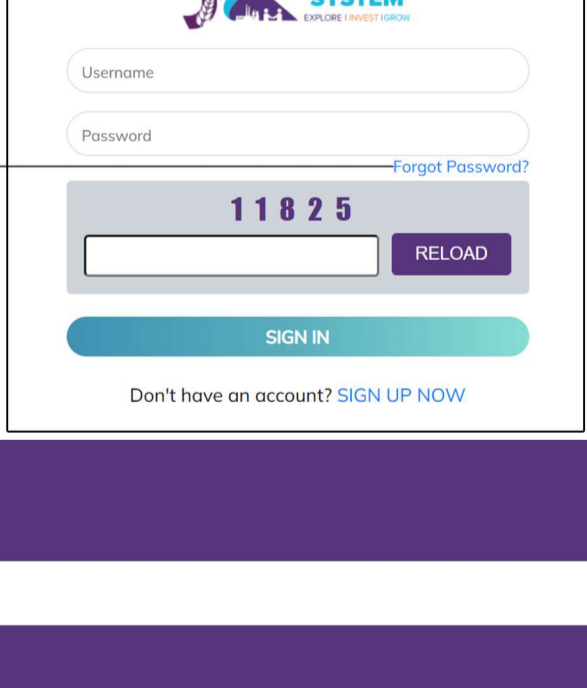 SYSTEM
EXPLORE I INVEST I GROW
Username
Password
Forgot Password?
1 1 8 2 5
RELOAD
SIGN IN
Don't have an account? SIGN UP NOW